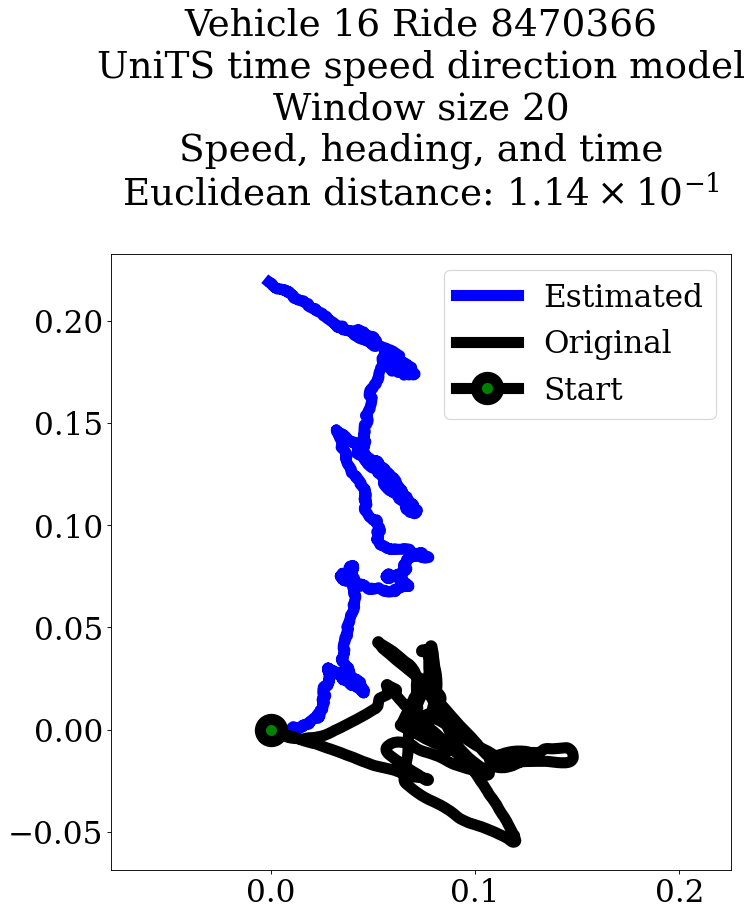 Vehicle 16 Ride 8470366
UniTS time speed direction model
Window size 20
Speed, heading, and time
Euclidean distance: 1.14 × 10⁻¹
Estimated
Original
Start
0.20
0.15
0.10
0.05
0.00
−0.05
0.0 0.1 0.2